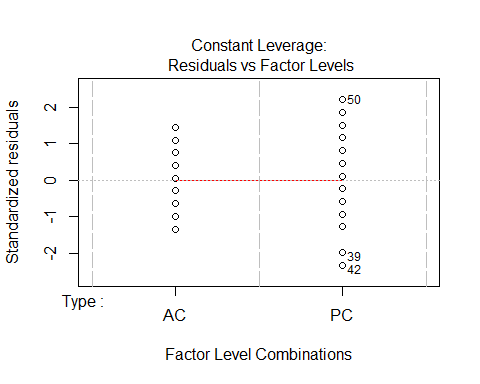 Constant Leverage:
Residuals vs Factor Levels
Standardized residuals
2
1
0
-1
-2
50
39
42
Type :
AC
PC
Factor Level Combinations